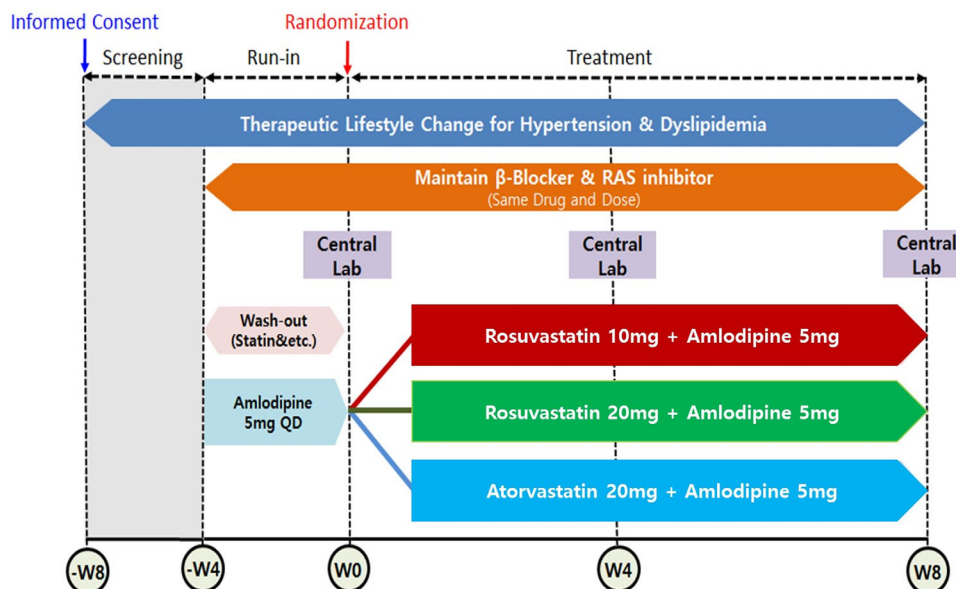 Informed Consent
Randomization
Screening
Run-in
Treatment
Therapeutic Lifestyle Change for Hypertension & Dyslipidemia
Maintain β-Blocker & RAS inhibitor
(Same Drug and Dose)
Central
Lab
Central
Lab
Central
Lab
Wash-out
(Statin&etc.)
Rosuvastatin 10mg + Amlodipine 5mg
Amlodipine
5mg QD
Rosuvastatin 20mg + Amlodipine 5mg
Atorvastatin 20mg + Amlodipine 5mg
-W8
-W4
W0
W4
W8